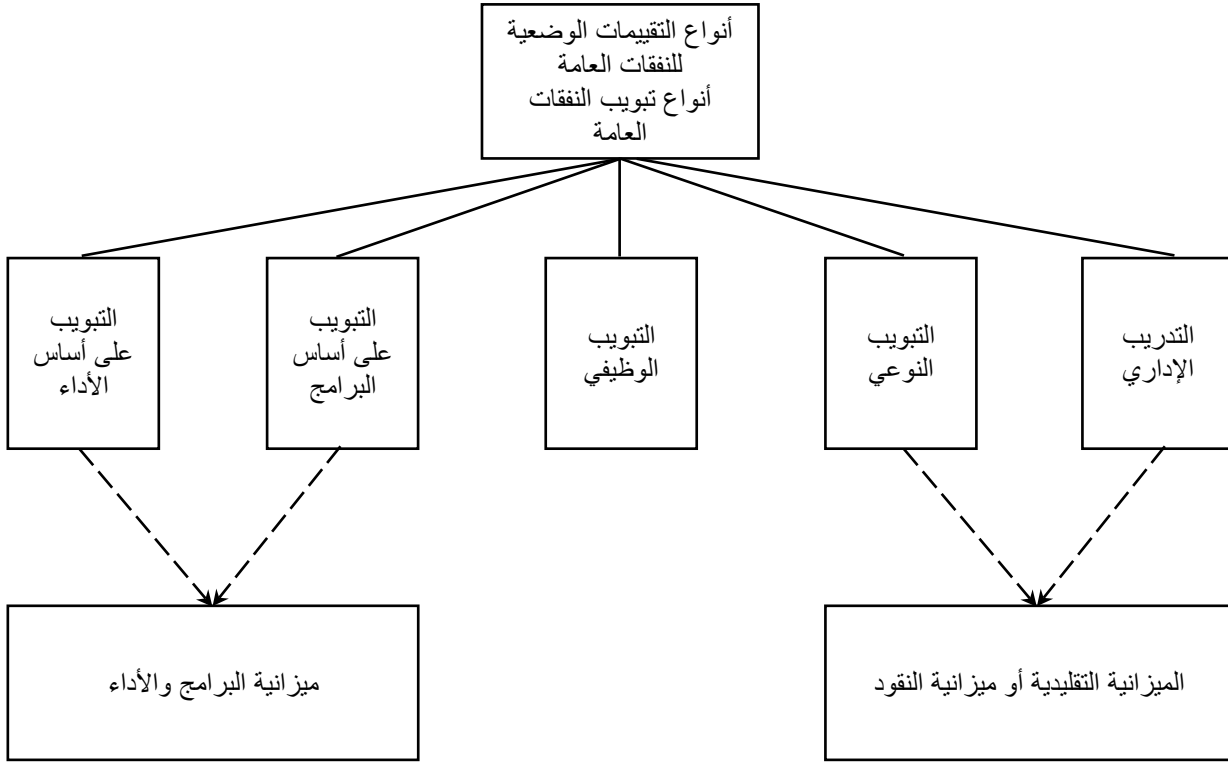 أنواع التقييمات الوضعية
للنفقات العامة
أنواع تبويب النفقات
العامة
التدريب
الإداري
التبويب
النوعي
التبويب
الوظيفي
التبويب
على أساس
البرامج
التبويب
على أساس
الأداء
الميزانية التقليدية أو ميزانية النقود
ميزانية البرامج والأداء